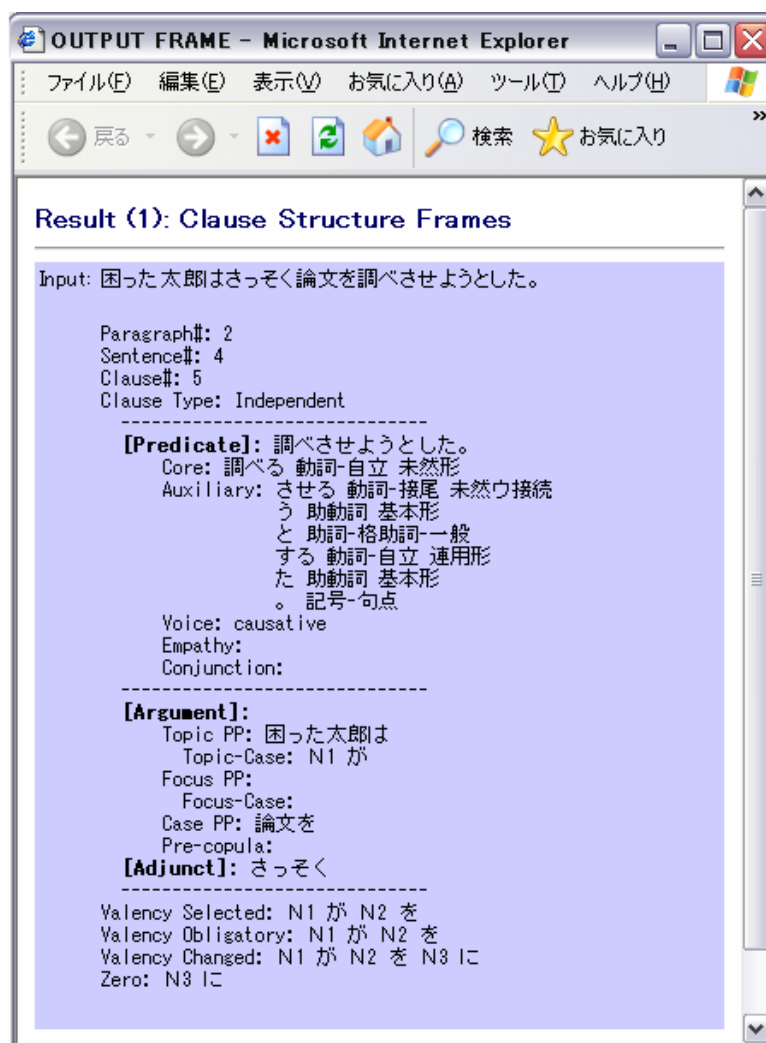 OUTPUT FRAME - Microsoft Internet Explorer
ファイル(F) 編集(E) 表示(V) お気に入り(A) ツール(T) ヘルプ(H)
戻る 検索 お気に入り »
Result (1): Clause Structure Frames
Input: 困った太郎はさっそく論文を調べさせようとした。
Paragraph#: 2
Sentence#: 4
Clause#: 5
Clause Type: Independent
------------------------------
[Predicate]: 調べさせようとした。
Core: 調べる 動詞-自立 未然形
Auxiliary: させる 動詞-接尾 未然ウ接続
う 助動詞 基本形
と 助詞-格助詞-一般
する 動詞-自立 連用形
た 助動詞 基本形
。 記号-句点
Voice: causative
Empathy:
Conjunction:
------------------------------
[Argument]:
Topic PP: 困った太郎は
Topic-Case: N1 が
Focus PP:
Focus-Case:
Case PP: 論文を
Pre-copula:
[Adjunct]: さっそく
------------------------------
Valency Selected: N1 が N2 を
Valency Obligatory: N1 が N2 を
Valency Changed: N1 が N2 を N3 に
Zero: N3 に